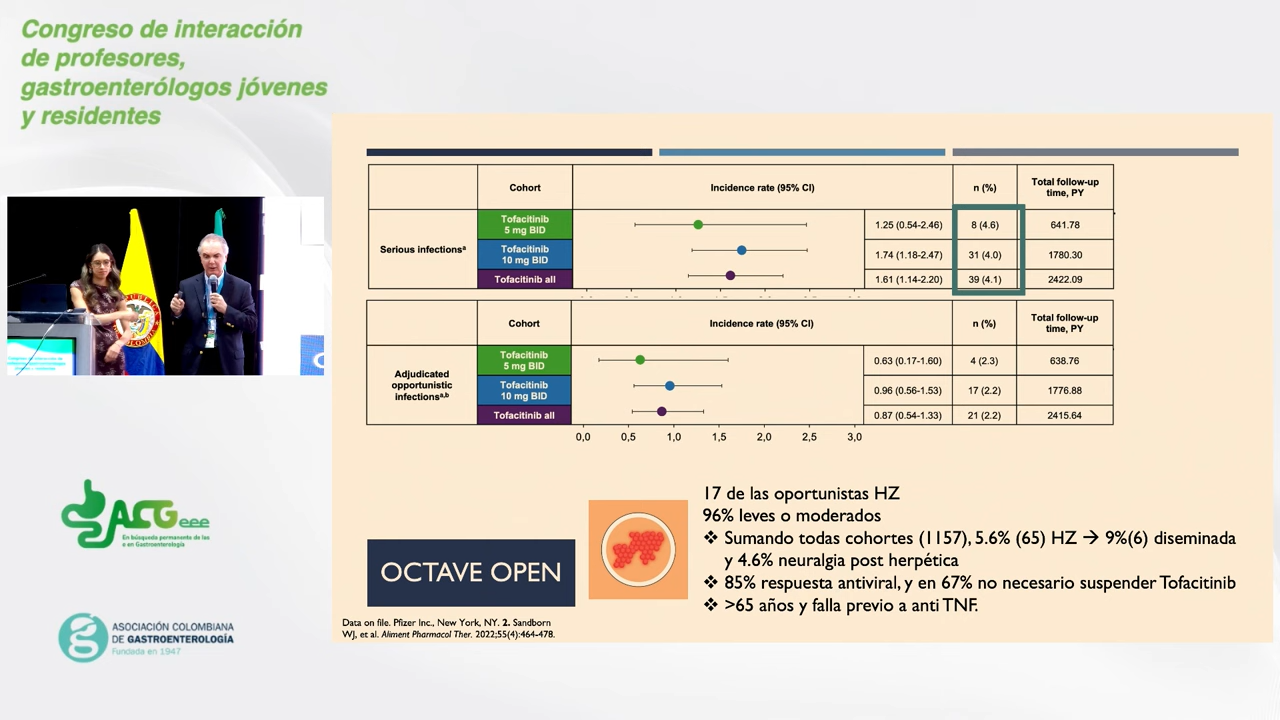 Congreso de interacción
de profesores,
gastroenterólogos jóvenes
y residentes
Cohort
Incidence rate (95% CI)
n (%)
Total follow-up
time, PY
Serious infectionsᵃ
Tofacitinib
5 mg BID
1.25 (0.54-2.46)
8 (4.6)
641.78
Tofacitinib
10 mg BID
1.74 (1.18-2.47)
31 (4.0)
1780.30
Tofacitinib all
1.61 (1.14-2.20)
39 (4.1)
2422.09
Cohort
Incidence rate (95% CI)
n (%)
Total follow-up
time, PY
Adjudicated
opportunistic
infectionsᵃ,ᵇ
Tofacitinib
5 mg BID
0.63 (0.17-1.60)
4 (2.3)
638.76
Tofacitinib
10 mg BID
0.96 (0.56-1.53)
17 (2.2)
1776.88
Tofacitinib all
0.87 (0.54-1.33)
21 (2.2)
2415.64
0,0 0,5 1,0 1,5 2,0 2,5 3,0
17 de las oportunistas HZ
96% leves o moderados
❖ Sumando todas cohortes (1157), 5.6% (65) HZ → 9%(6) diseminada
y 4.6% neuralgia post herpética
❖ 85% respuesta antiviral, y en 67% no necesario suspender Tofacitinib
❖ >65 años y falla previo a anti TNF.
OCTAVE OPEN
Data on file. Pfizer Inc., New York, NY. 2. Sandborn
WJ, et al. Aliment Pharmacol Ther. 2022;55(4):464-478.
ACGeee
En búsqueda permanente de las
e en Gastroenterología
ASOCIACIÓN COLOMBIANA
DE GASTROENTEROLOGÍA
Fundada en 1947